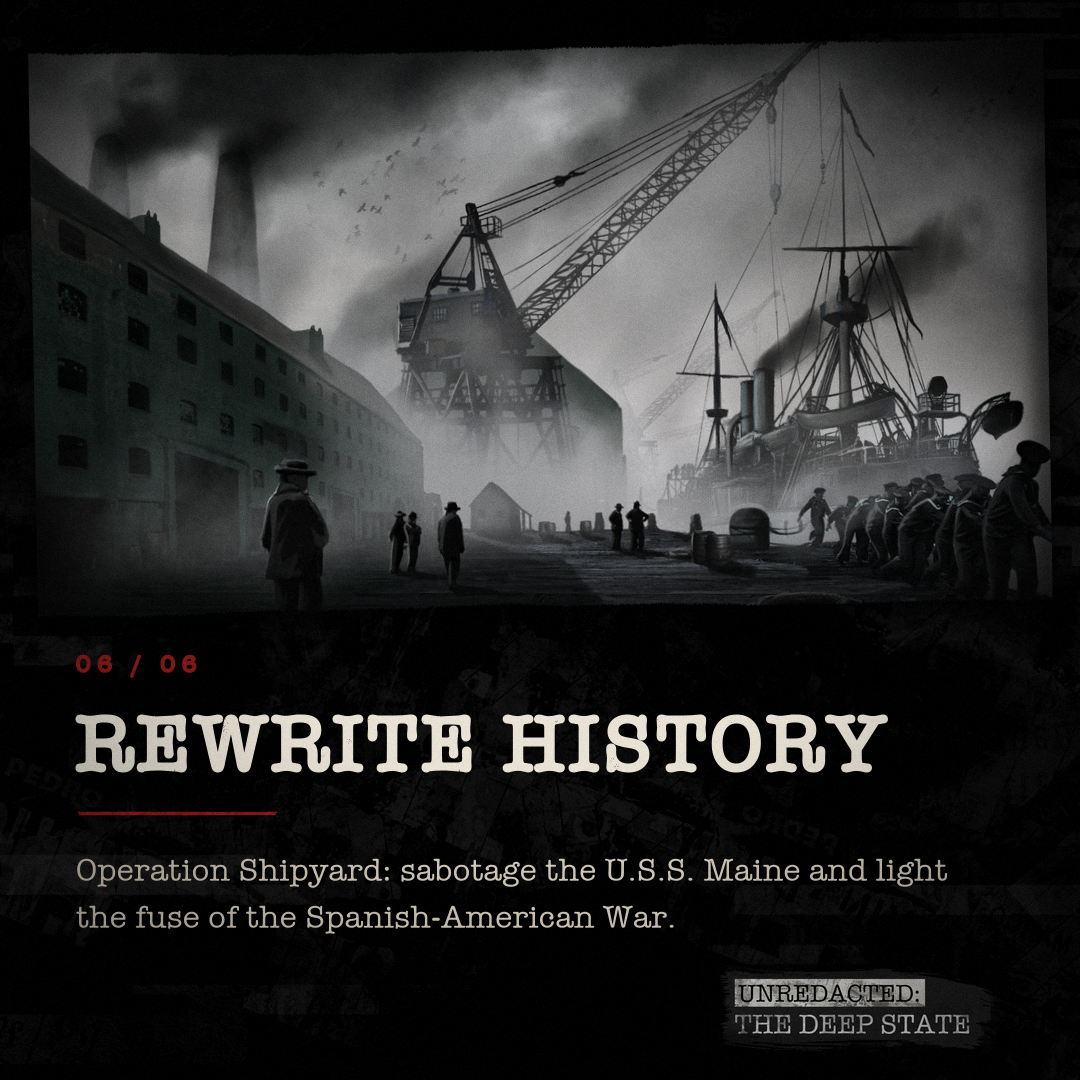 06 / 06
REWRITE HISTORY
Operation Shipyard: sabotage the U.S.S. Maine and light
the fuse of the Spanish-American War.
UNREDACTED:
THE DEEP STATE